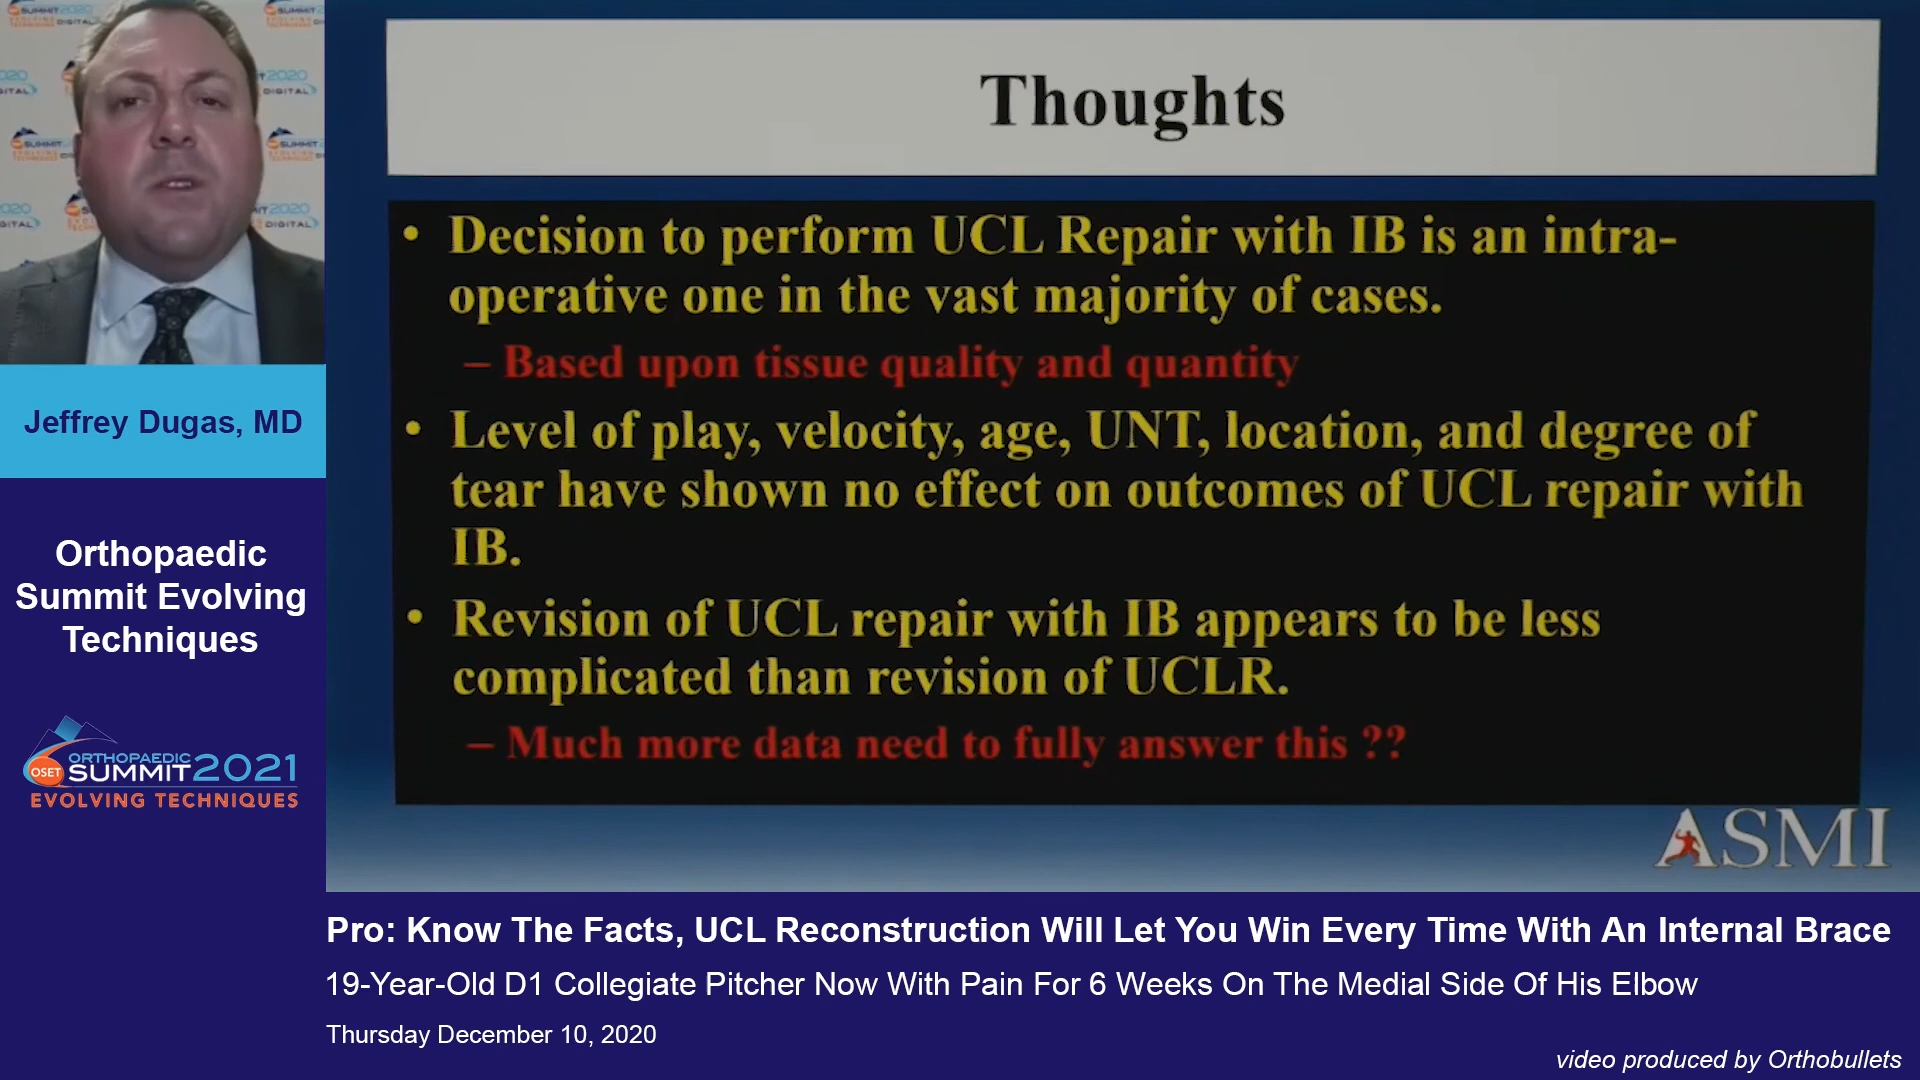 Thoughts
• Decision to perform UCL Repair with IB is an intra-
operative one in the vast majority of cases.
– Based upon tissue quality and quantity
• Level of play, velocity, age, UNT, location, and degree of
tear have shown no effect on outcomes of UCL repair with
IB.
• Revision of UCL repair with IB appears to be less
complicated than revision of UCLR.
– Much more data need to fully answer this ??
ASMI
Jeffrey Dugas, MD
Orthopaedic
Summit Evolving
Techniques
OSET
ORTHOPAEDIC
SUMMIT 2021
EVOLVING TECHNIQUES
Pro: Know The Facts, UCL Reconstruction Will Let You Win Every Time With An Internal Brace
19-Year-Old D1 Collegiate Pitcher Now With Pain For 6 Weeks On The Medial Side Of His Elbow
Thursday December 10, 2020
video produced by Orthobullets